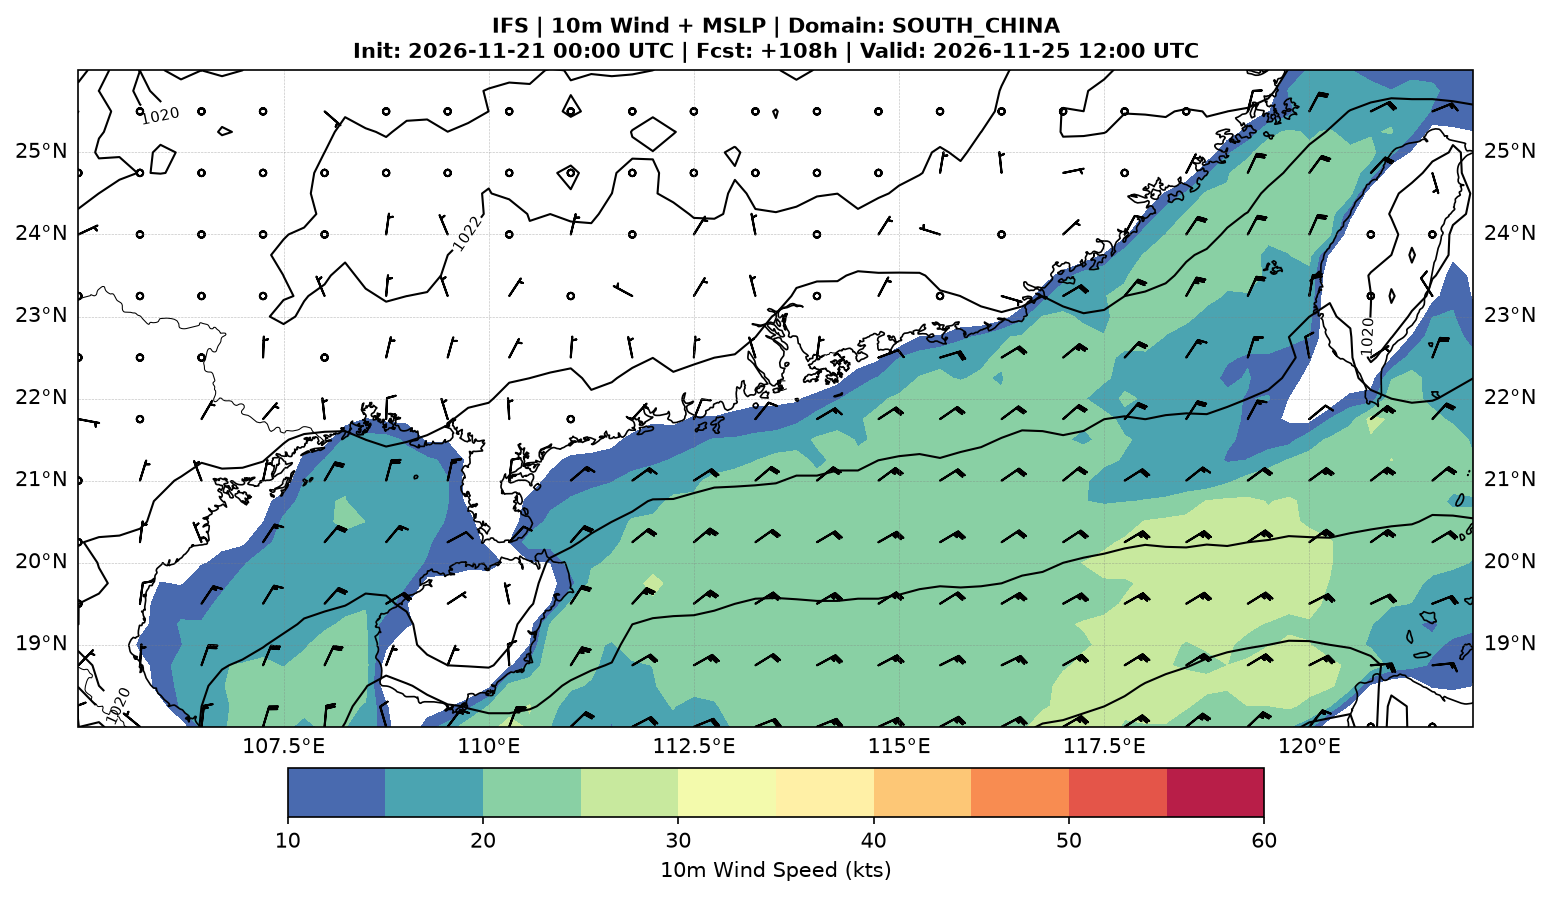 IFS | 10m Wind + MSLP | Domain: SOUTH_CHINA
Init: 2026-11-21 00:00 UTC | Fcst: +108h | Valid: 2026-11-25 12:00 UTC
1020
1022
1020
1020
25°N
24°N
23°N
22°N
21°N
20°N
19°N
25°N
24°N
23°N
22°N
21°N
20°N
19°N
107.5°E 110°E 112.5°E 115°E 117.5°E 120°E
10 20 30 40 50 60
10m Wind Speed (kts)